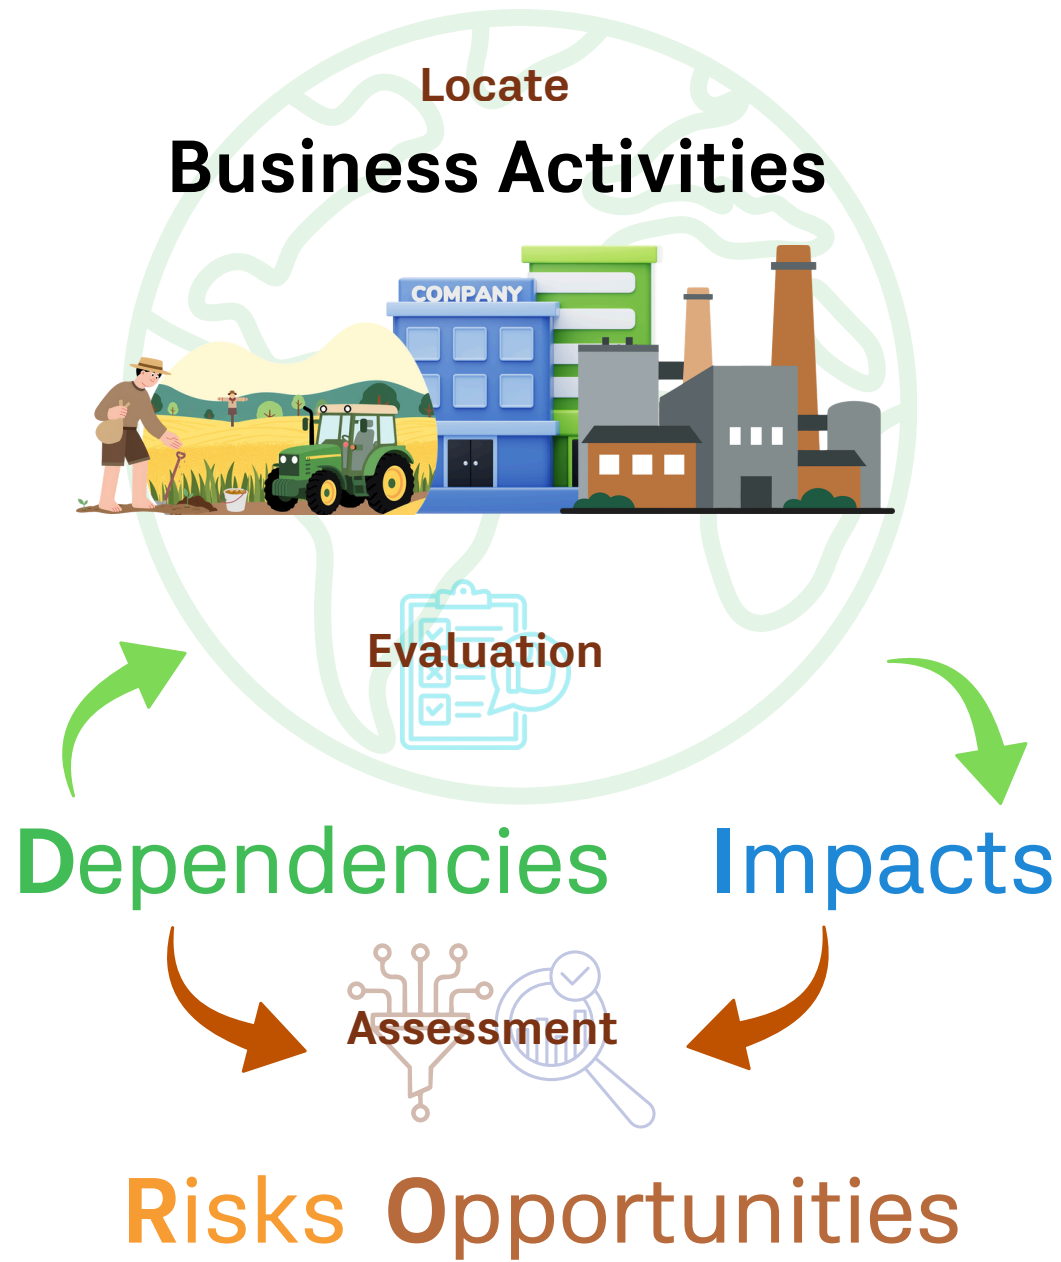 Locate
Business Activities
COMPANY
Evaluation
Dependencies Impacts
Assessment
Risks Opportunities